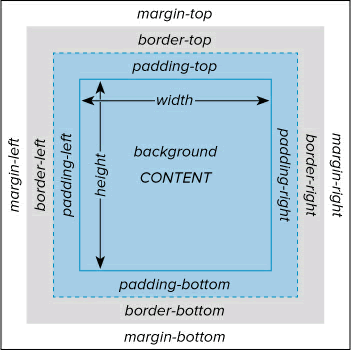 margin-top
border-top
padding-top
width
margin-left
border-left
padding-left
height
background
CONTENT
padding-right
border-right
margin-right
padding-bottom
border-bottom
margin-bottom